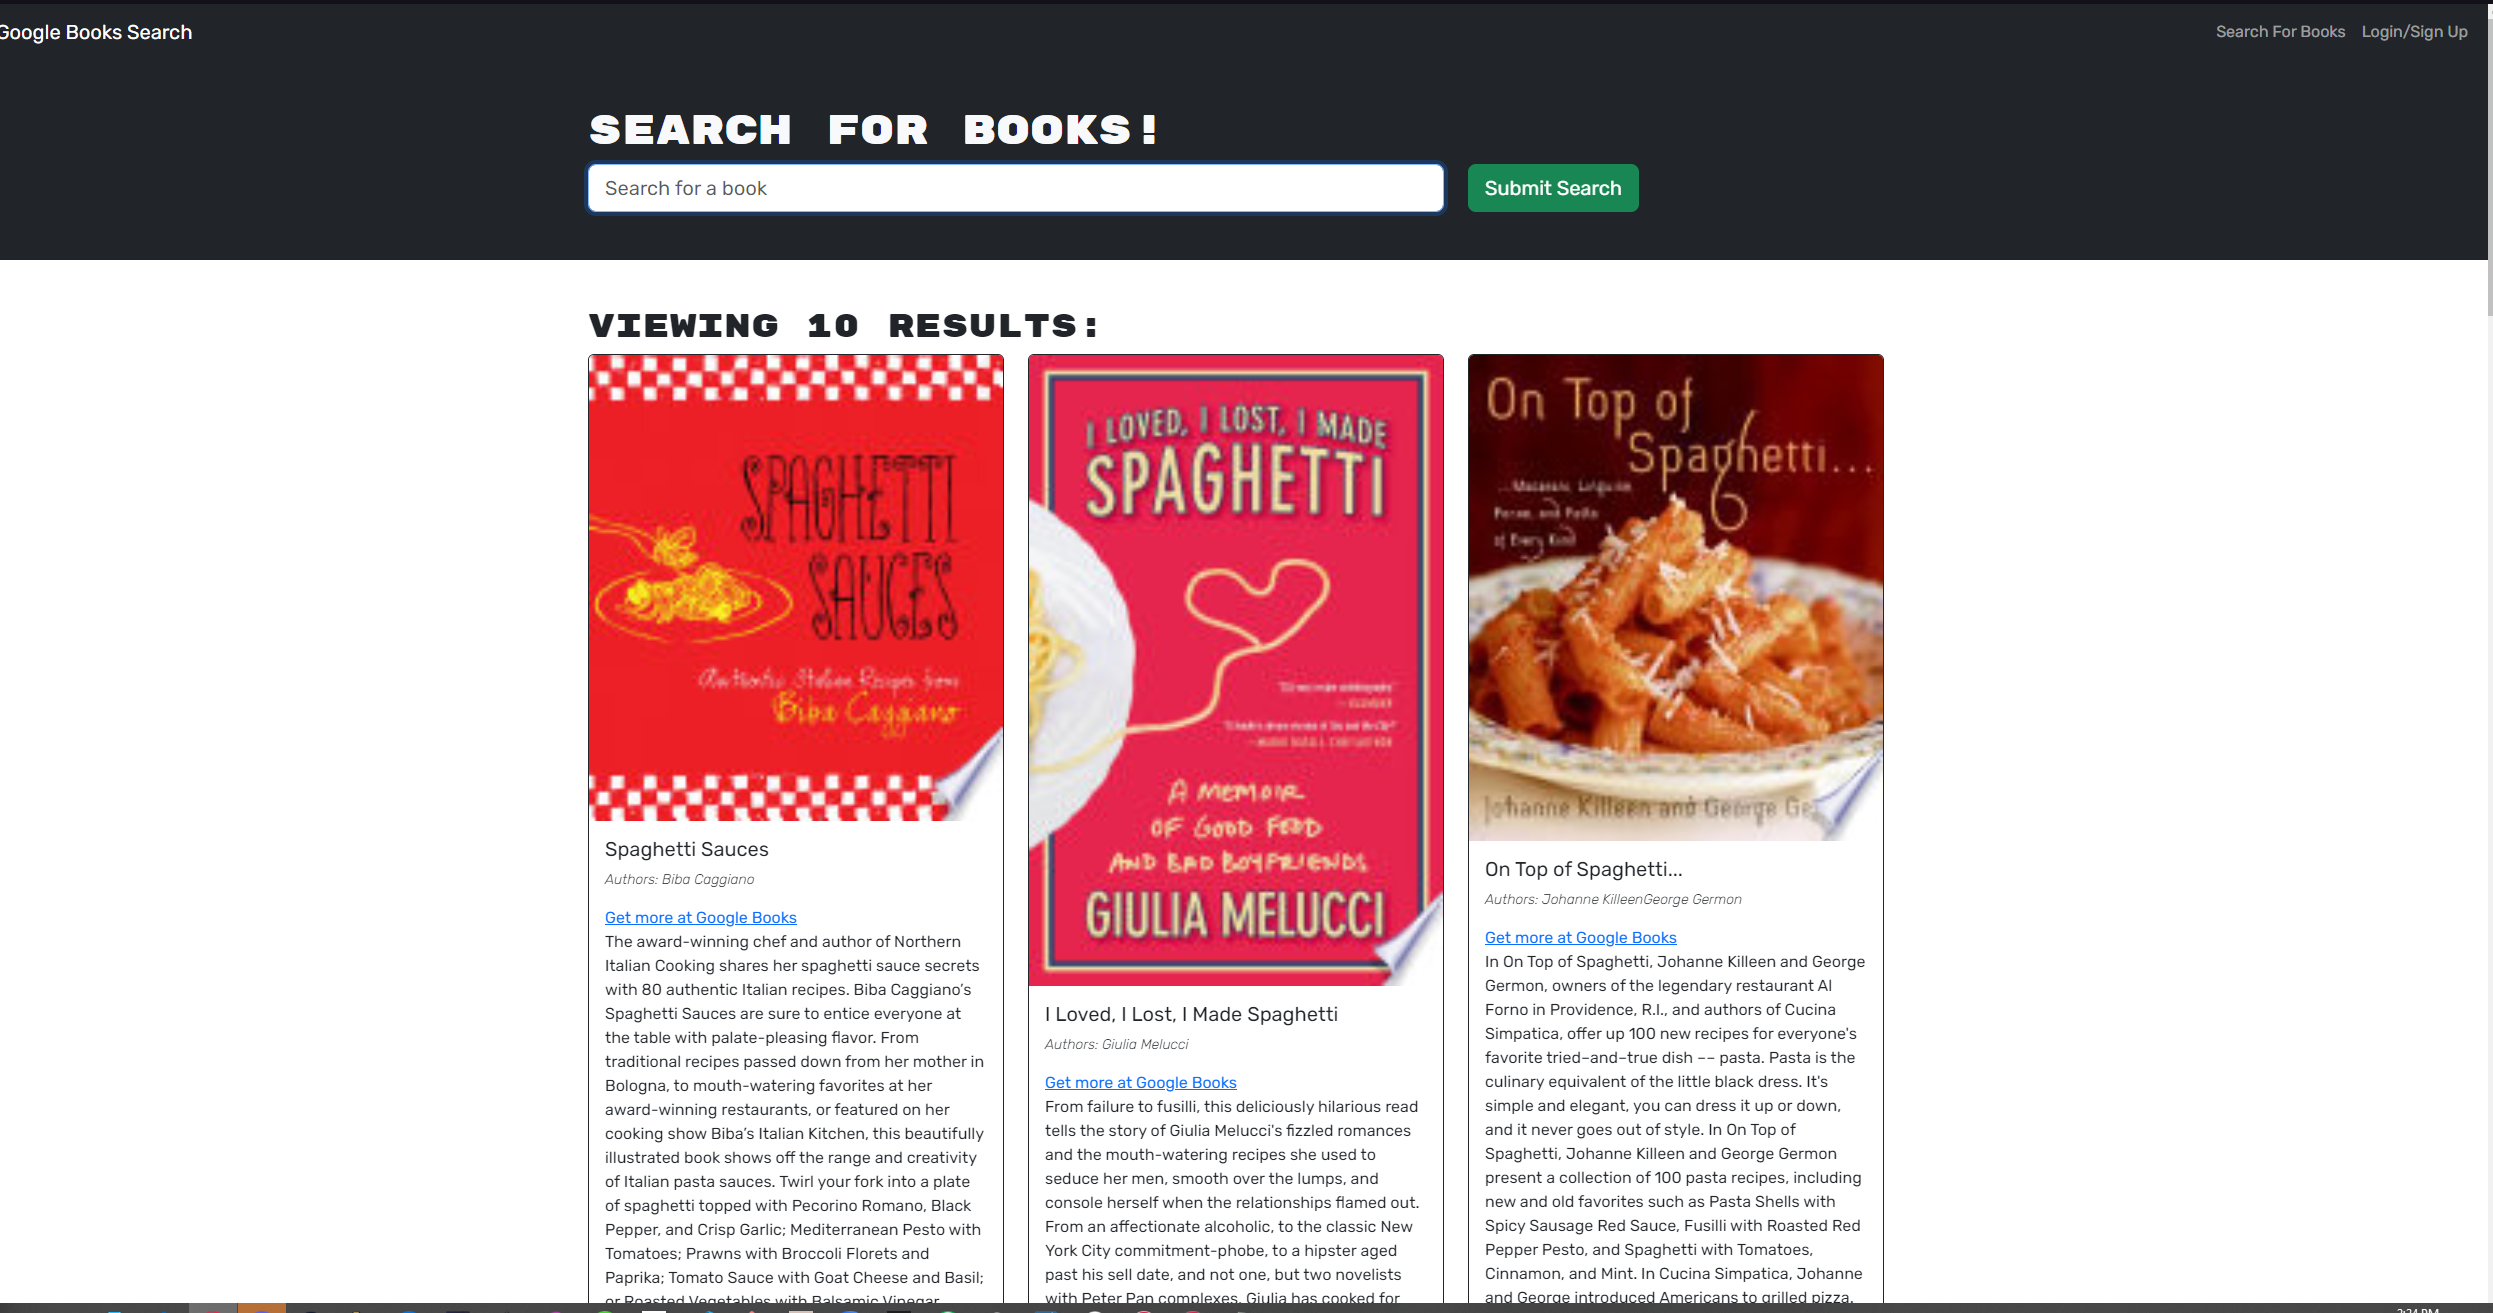 Google Books Search
Search For Books Login/Sign Up
SEARCH FOR BOOKS!
Search for a book
Submit Search
VIEWING 10 RESULTS:
SPAGHETTI
SAUCES
Authentic Italian Recipes from
Biba Caggiano
Spaghetti Sauces
Authors: Biba Caggiano
Get more at Google Books
The award-winning chef and author of Northern
Italian Cooking shares her spaghetti sauce secrets
with 80 authentic Italian recipes. Biba Caggiano’s
Spaghetti Sauces are sure to entice everyone at
the table with palate-pleasing flavor. From
traditional recipes passed down from her mother in
Bologna, to mouth-watering favorites at her
award-winning restaurants, or featured on her
cooking show Biba’s Italian Kitchen, this beautifully
illustrated book shows off the range and creativity
of Italian pasta sauces. Twirl your fork into a plate
of spaghetti topped with Pecorino Romano, Black
Pepper, and Crisp Garlic; Mediterranean Pesto with
Tomatoes; Prawns with Broccoli Florets and
Paprika; Tomato Sauce with Goat Cheese and Basil;
or Roasted Vegetables with Balsamic Vinegar
I LOVED, I LOST, I MADE
SPAGHETTI
A MEMOIR
OF GOOD FOOD
AND BAD BOYFRIENDS
GIULIA MELUCCI
I Loved, I Lost, I Made Spaghetti
Authors: Giulia Melucci
Get more at Google Books
From failure to fusilli, this deliciously hilarious read
tells the story of Giulia Melucci's fizzled romances
and the mouth-watering recipes she used to
seduce her men, smooth over the lumps, and
console herself when the relationships flamed out.
From an affectionate alcoholic, to the classic New
York City commitment-phobe, to a hipster aged
past his sell date, and not one, but two novelists
with Peter Pan complexes, Giulia has cooked for
On Top of
Spaghetti...
...Macaroni, Linguine,
Penne, and Pasta
of Every Kind
Johanne Killeen and George Ge
On Top of Spaghetti...
Authors: Johanne KilleenGeorge Germon
Get more at Google Books
In On Top of Spaghetti, Johanne Killeen and George
Germon, owners of the legendary restaurant Al
Forno in Providence, R.I., and authors of Cucina
Simpatica, offer up 100 new recipes for everyone's
favorite tried-and-true dish -- pasta. Pasta is the
culinary equivalent of the little black dress. It's
simple and elegant, you can dress it up or down,
and it never goes out of style. In On Top of
Spaghetti, Johanne Killeen and George Germon
present a collection of 100 pasta recipes, including
new and old favorites such as Pasta Shells with
Spicy Sausage Red Sauce, Fusilli with Roasted Red
Pepper Pesto, and Spaghetti with Tomatoes,
Cinnamon, and Mint. In Cucina Simpatica, Johanne
and George introduced Americans to grilled pizza.